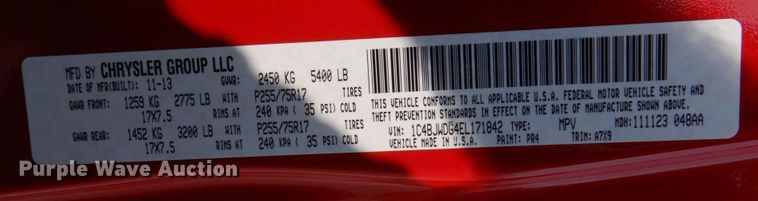 MFD BY CHRYSLER GROUP LLC
DATE OF MFR(BUILT): 11-13 GVWR: 2450 KG 5400 LB
GAWR FRONT: 1259 KG 2775 LB WITH P255/75R17 TIRES
17X7.5 RIMS AT 240 KPA ( 35 PSI) COLD
GAWR REAR: 1452 KG 3200 LB WITH P255/75R17 TIRES
17X7.5 RIMS AT 240 KPA ( 35 PSI) COLD
THIS VEHICLE CONFORMS TO ALL APPLICABLE U.S.A. FEDERAL MOTOR VEHICLE SAFETY AND
THEFT PREVENTION STANDARDS IN EFFECT ON THE DATE OF MANUFACTURE SHOWN ABOVE.
VIN: 1C4BJWDG4EL171842 TYPE: MPV MDH: 111123 048AA
VEHICLE MADE IN U.S.A. PAINT: PR4 TRIM: A7X9
Purple Wave Auction